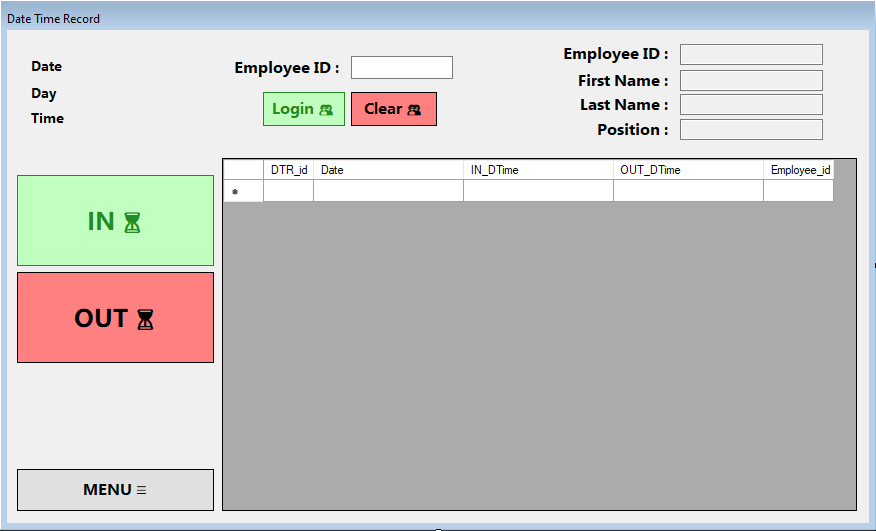 Date Time Record
Date
Day
Time
Employee ID :
Login
Clear
Employee ID :
First Name :
Last Name :
Position :
IN
OUT
MENU ≡
DTR_id Date IN_DTime OUT_DTime Employee_id
*